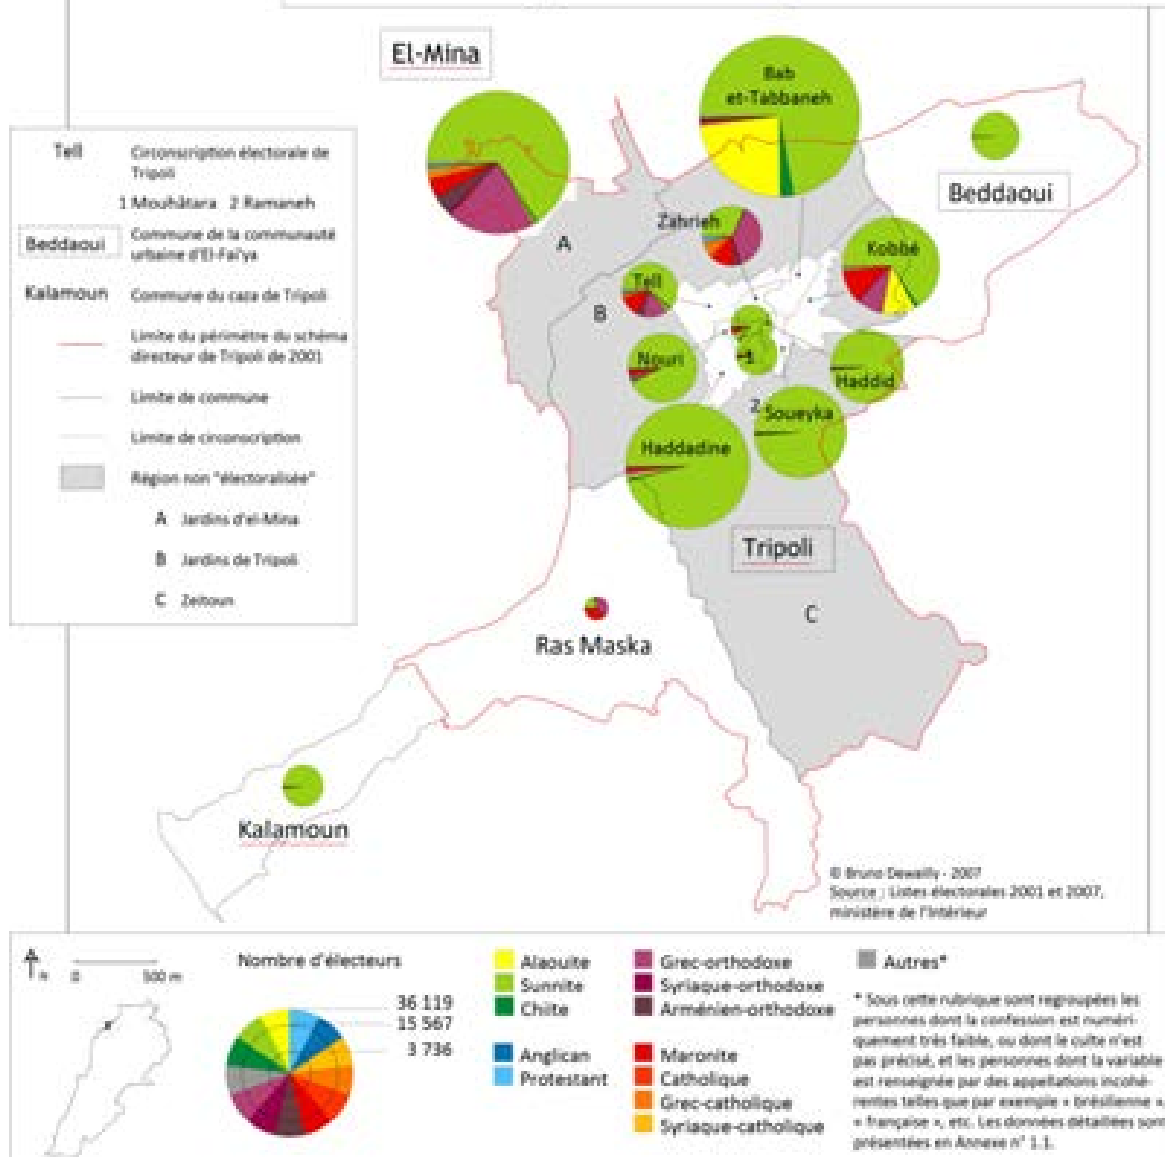 El-Mina
Bab
et-Tabbaneh
Beddaoui
Zahrieh
Kobbé
A
Tell
B
Nouri
1
Haddid
2
Soueyka
Haddadine
Tripoli
C
Ras Maska
Kalamoun
Tell
Circonscription électorale de
Tripoli
1 Mouhâtara 2 Ramaneh
Beddaoui
Commune de la communauté
urbaine d'El-Faiya
Kalamoun
Commune du caza de Tripoli
Limite du périmètre du schéma
directeur de Tripoli de 2001
Limite de commune
Limite de circonscription
Région non "électoralisée"
A Jardins d'el-Mina
B Jardins de Tripoli
C Zeitoun
© Bruno Dewailly - 2007
Source : Listes électorales 2001 et 2007,
ministère de l'Intérieur
N
0 500 m
Nombre d'électeurs
36 119
15 567
3 736
Alaouite
Sunnite
Chiite
Anglican
Protestant
Grec-orthodoxe
Syriaque-orthodoxe
Arménien-orthodoxe
Maronite
Catholique
Grec-catholique
Syriaque-catholique
Autres*
* Sous cette rubrique sont regroupées les
personnes dont la confession est numéri-
quement très faible, ou dont le culte n'est
pas précisé, et les personnes dont la variable
est renseignée par des appellations incohé-
rentes telles que par exemple « brésilienne »,
« française », etc. Les données détaillées sont
présentées en Annexe n° 1.1.